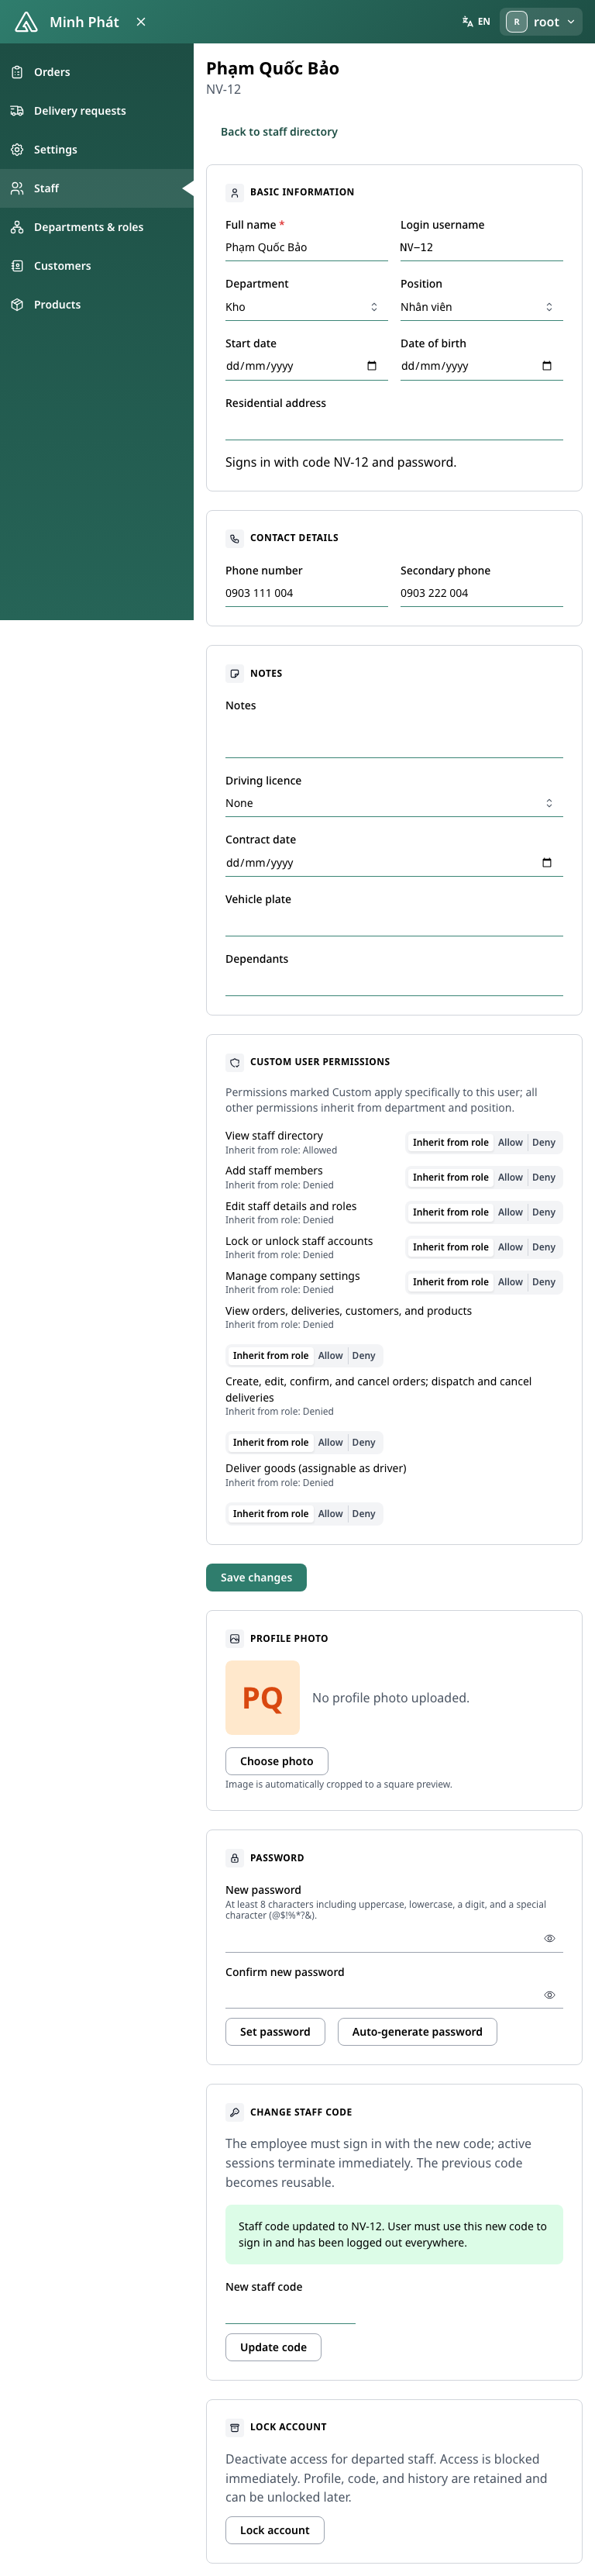 Minh Phát
EN
R
root
Orders
Delivery requests
Settings
Staff
Departments & roles
Customers
Products
Phạm Quốc Bảo
NV-12
Back to staff directory
BASIC INFORMATION
Full name *
Login username
Phạm Quốc Bảo
NV-12
Department
Position
Kho
Nhân viên
Start date
Date of birth
dd/mm/yyyy
dd/mm/yyyy
Residential address
Signs in with code NV-12 and password.
CONTACT DETAILS
Phone number
Secondary phone
0903 111 004
0903 222 004
NOTES
Notes
Driving licence
None
Contract date
dd/mm/yyyy
Vehicle plate
Dependants
CUSTOM USER PERMISSIONS
Permissions marked Custom apply specifically to this user; all
other permissions inherit from department and position.
View staff directory
Inherit from role: Allowed
Inherit from role Allow Deny
Add staff members
Inherit from role: Denied
Inherit from role Allow Deny
Edit staff details and roles
Inherit from role: Denied
Inherit from role Allow Deny
Lock or unlock staff accounts
Inherit from role: Denied
Inherit from role Allow Deny
Manage company settings
Inherit from role: Denied
Inherit from role Allow Deny
View orders, deliveries, customers, and products
Inherit from role: Denied
Inherit from role Allow Deny
Create, edit, confirm, and cancel orders; dispatch and cancel
deliveries
Inherit from role: Denied
Inherit from role Allow Deny
Deliver goods (assignable as driver)
Inherit from role: Denied
Inherit from role Allow Deny
Save changes
PROFILE PHOTO
PQ
No profile photo uploaded.
Choose photo
Image is automatically cropped to a square preview.
PASSWORD
New password
At least 8 characters including uppercase, lowercase, a digit, and a special
character (@$!%*?&).
Confirm new password
Set password
Auto-generate password
CHANGE STAFF CODE
The employee must sign in with the new code; active
sessions terminate immediately. The previous code
becomes reusable.
Staff code updated to NV-12. User must use this new code to
sign in and has been logged out everywhere.
New staff code
Update code
LOCK ACCOUNT
Deactivate access for departed staff. Access is blocked
immediately. Profile, code, and history are retained and
can be unlocked later.
Lock account